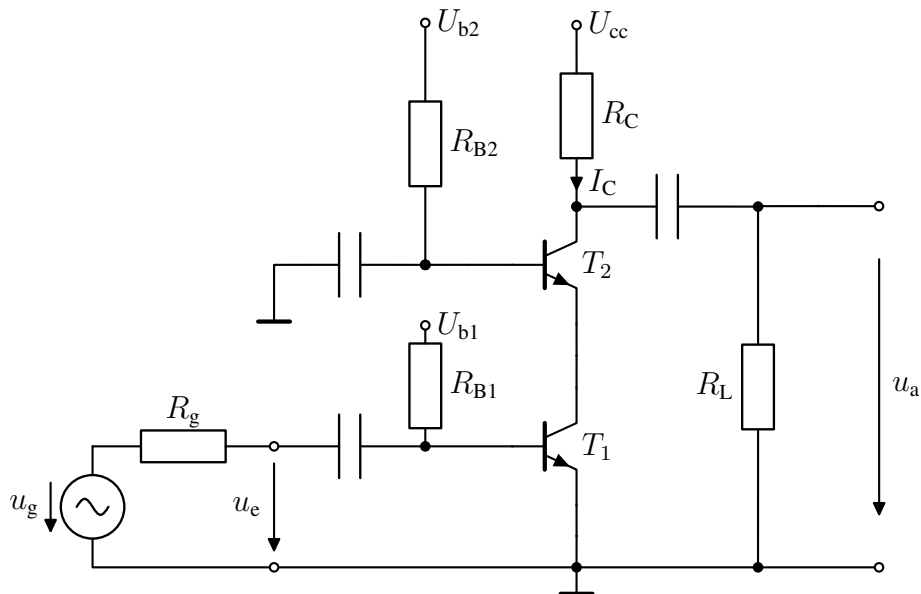 U_b2
U_cc
R_B2
R_C
I_C
T_2
U_b1
R_B1
R_L
u_a
R_g
T_1
u_g
u_e